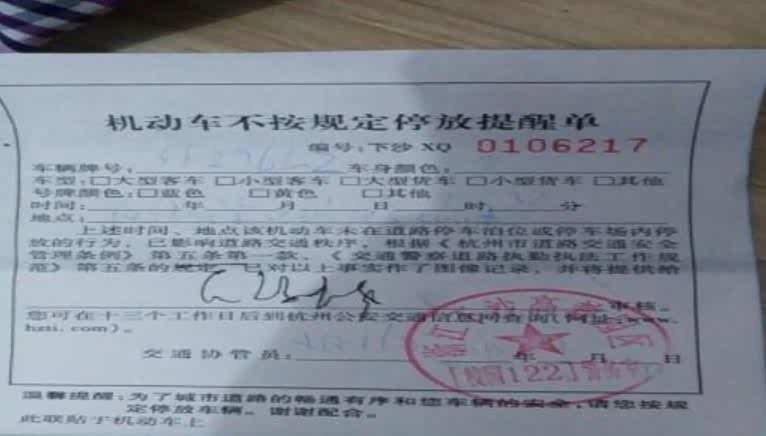 机动车不按规定停放提醒单
编号:下沙 XQ 0106217
车辆牌号: 车身颜色:
车型:□大型客车 □小型客车 □大型货车 □小型货车 □其他
号牌颜色:□蓝色 □黄色 □其他
时间: 年 月 日 时 分
地点:
上述时间、地点该机动车未在道路停车泊位或停车场内停
放的行为,已影响道路交通秩序,根据《杭州市道路交通安全
管理条例》第五条第一款、《交通警察道路执勤执法工作规
范》第五条的规定,已对以上事实作了图像记录,并将提供给
审核。
您可在十三个工作日后到杭州公安交通信息网查询(网址:www.
hzti.com)。
交通协管员: 年 月 日
温馨提醒:为了城市道路的畅通有序和您车辆的安全,请您按规
定停放车辆。谢谢配合。
此联贴于机动车上